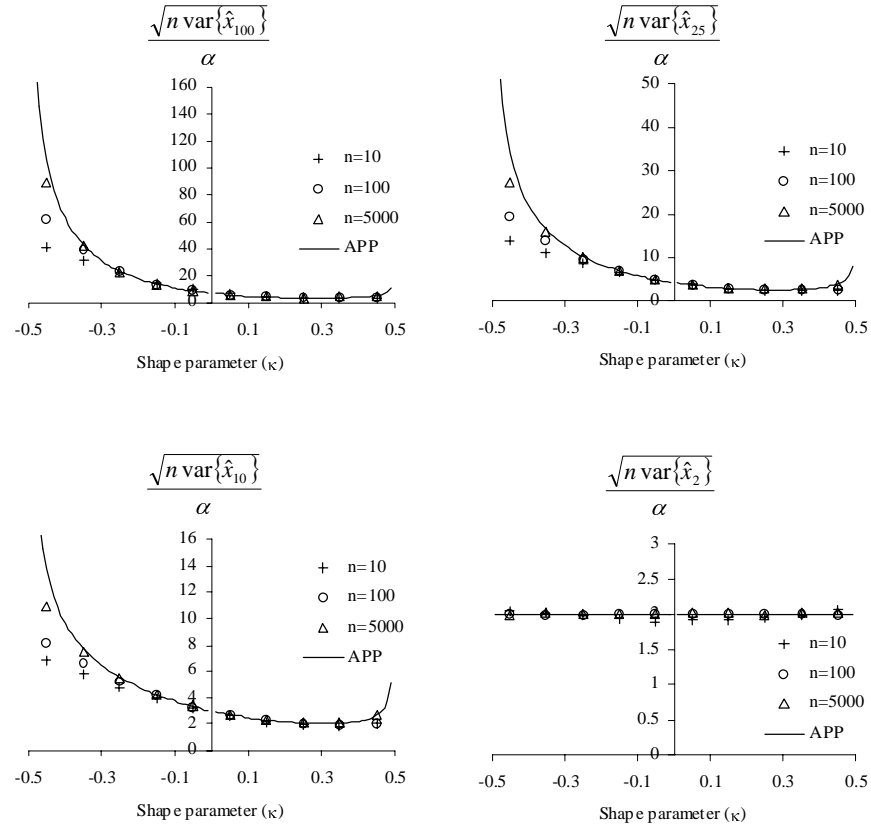 √n var{x̂₁₀₀}
α
160
140
120
100
80
60
40
20
0
-0.5 -0.3 -0.1 0.1 0.3 0.5
Shape parameter (κ)
n=10
n=100
n=5000
APP
√n var{x̂₂₅}
α
50
40
30
20
10
0
-0.5 -0.3 -0.1 0.1 0.3 0.5
Shape parameter (κ)
n=10
n=100
n=5000
APP
√n var{x̂₁₀}
α
16
14
12
10
8
6
4
2
0
-0.5 -0.3 -0.1 0.1 0.3 0.5
Shape parameter (κ)
n=10
n=100
n=5000
APP
√n var{x̂₂}
α
3
2.5
2
1.5
1
0.5
0
-0.5 -0.3 -0.1 0.1 0.3 0.5
Shape parameter (κ)
n=10
n=100
n=5000
APP